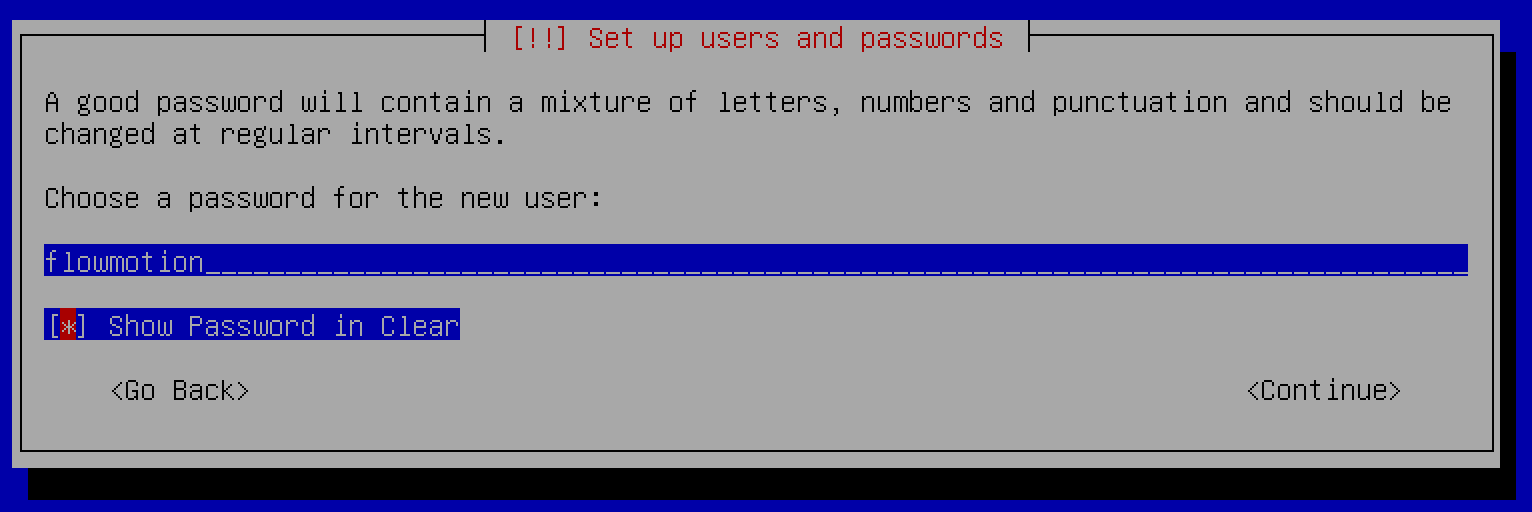 [!!] Set up users and passwords
A good password will contain a mixture of letters, numbers and punctuation and should be
changed at regular intervals.
Choose a password for the new user:
flowmotion______________________________________________________________________________
[*] Show Password in Clear
<Go Back> <Continue>